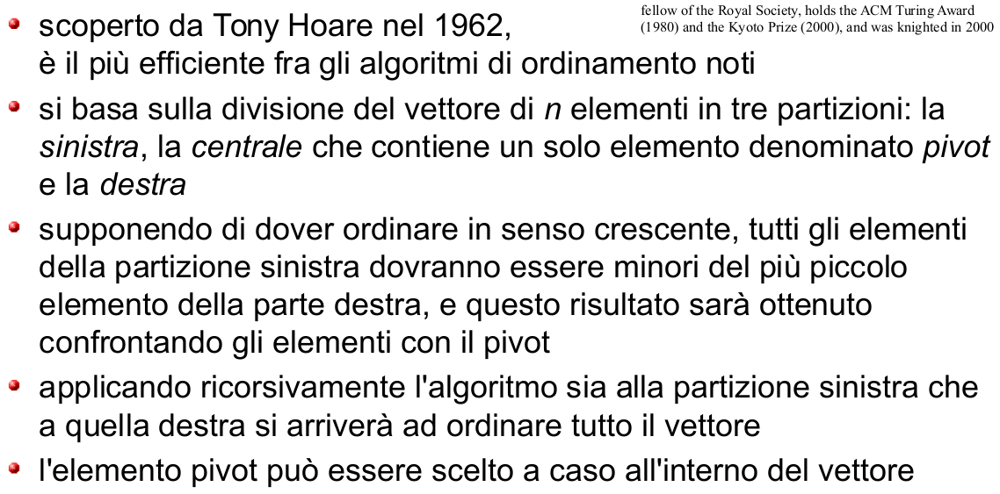 fellow of the Royal Society, holds the ACM Turing Award
(1980) and the Kyoto Prize (2000), and was knighted in 2000
scoperto da Tony Hoare nel 1962,
è il più efficiente fra gli algoritmi di ordinamento noti
si basa sulla divisione del vettore di n elementi in tre partizioni: la
sinistra, la centrale che contiene un solo elemento denominato pivot
e la destra
supponendo di dover ordinare in senso crescente, tutti gli elementi
della partizione sinistra dovranno essere minori del più piccolo
elemento della parte destra, e questo risultato sarà ottenuto
confrontando gli elementi con il pivot
applicando ricorsivamente l'algoritmo sia alla partizione sinistra che
a quella destra si arriverà ad ordinare tutto il vettore
l'elemento pivot può essere scelto a caso all'interno del vettore